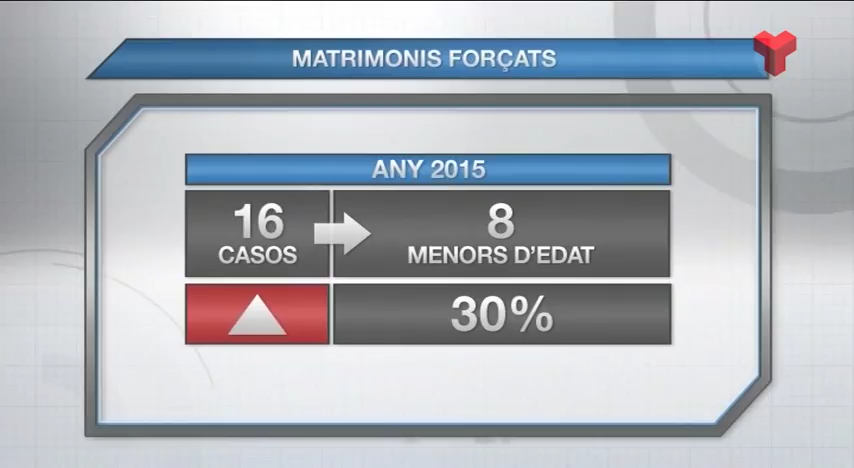 MATRIMONIS FORÇATS
ANY 2015
16
CASOS
8
MENORS D'EDAT
30%